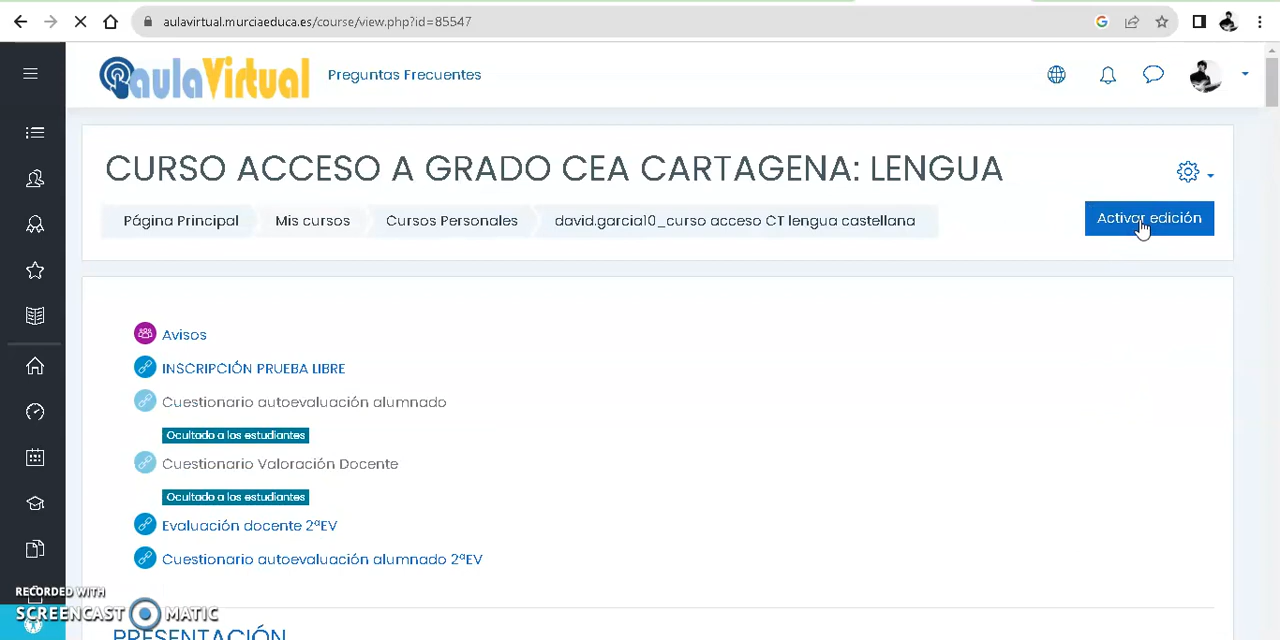 aulavirtual.murciaeduca.es/course/view.php?id=85547
aulaVirtual
Preguntas Frecuentes
CURSO ACCESO A GRADO CEA CARTAGENA: LENGUA
Página Principal
Mis cursos
Cursos Personales
david.garcia10_curso acceso CT lengua castellana
Activar edición
Avisos
INSCRIPCIÓN PRUEBA LIBRE
Cuestionario autoevaluación alumnado
Ocultado a los estudiantes
Cuestionario Valoración Docente
Ocultado a los estudiantes
Evaluación docente 2ªEV
Cuestionario autoevaluación alumnado 2ªEV
RECORDED WITH
SCREENCAST MATIC
PRESENTACIÓN